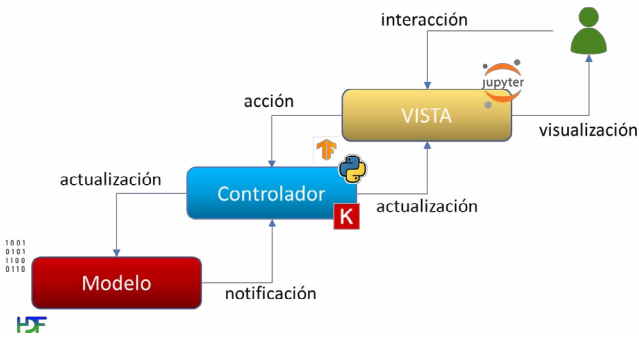 interacción
jupyter
VISTA
acción
visualización
Controlador
actualización
actualización
K
1001
0101
1100
0110
Modelo
notificación
HDF